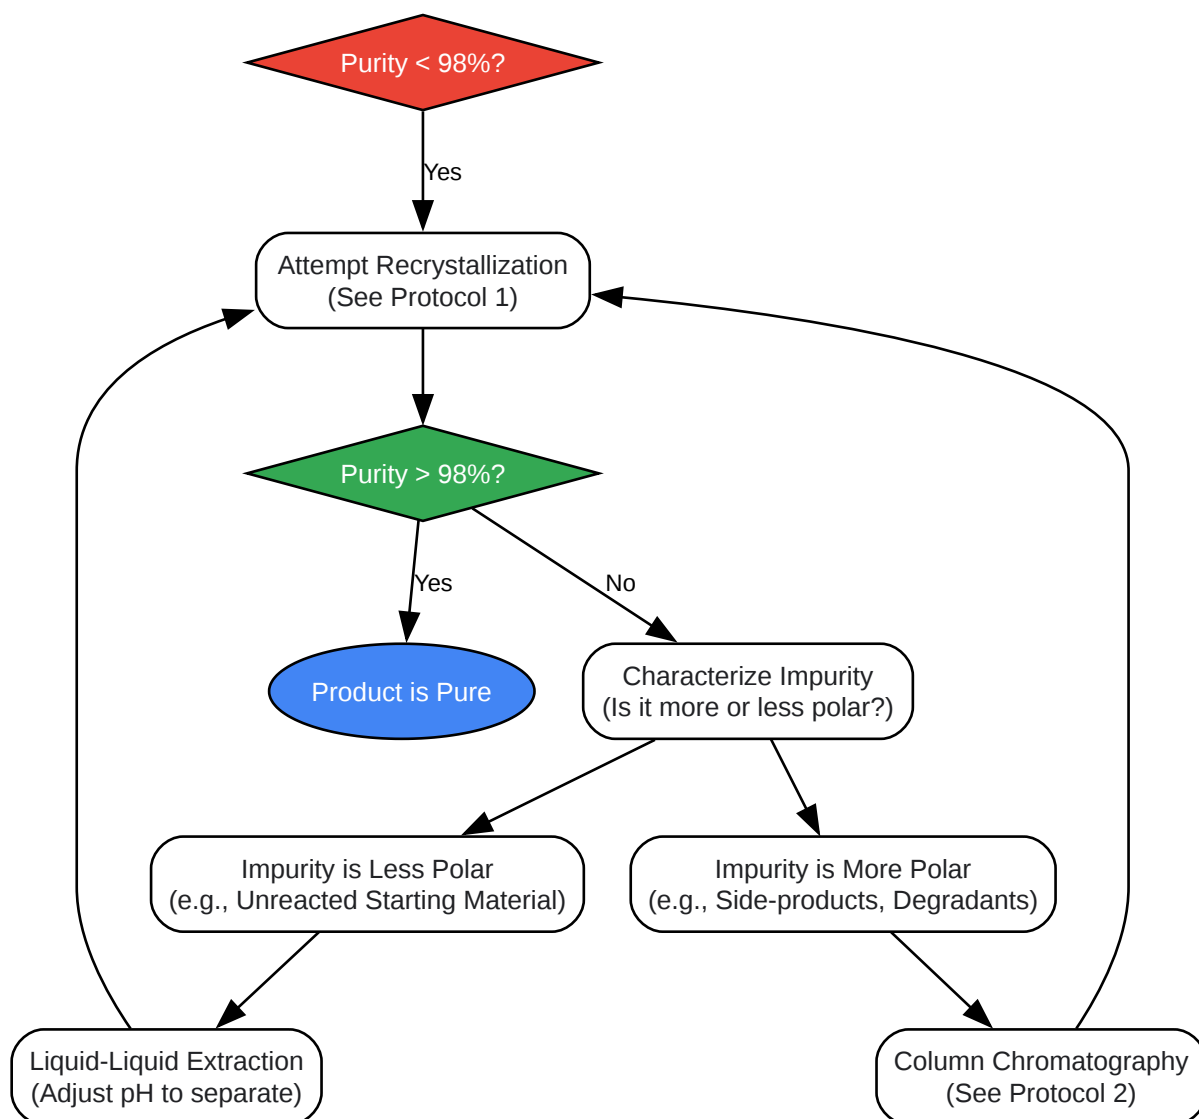 Purity < 98%?
Yes
Attempt Recrystallization
(See Protocol 1)
Purity > 98%?
Yes
No
Product is Pure
Characterize Impurity
(Is it more or less polar?)
Impurity is Less Polar
(e.g., Unreacted Starting Material)
Impurity is More Polar
(e.g., Side-products, Degradants)
Liquid-Liquid Extraction
(Adjust pH to separate)
Column Chromatography
(See Protocol 2)